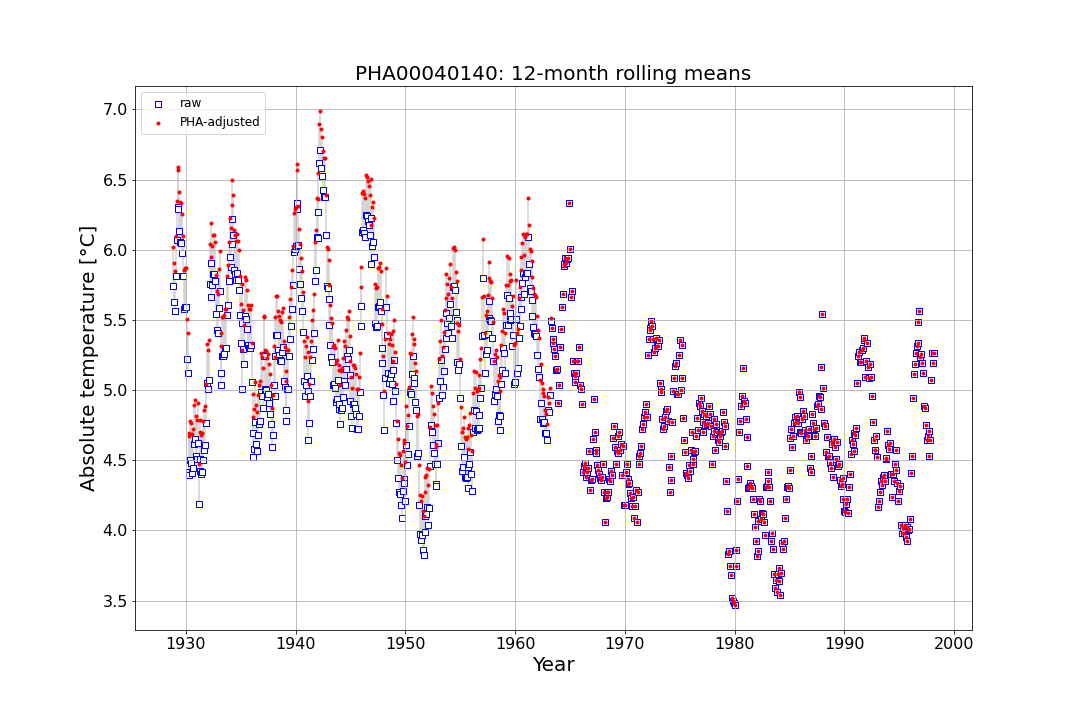 PHA00040140: 12-month rolling means
raw
PHA-adjusted
7.0
6.5
6.0
5.5
5.0
4.5
4.0
3.5
Absolute temperature [°C]
1930 1940 1950 1960 1970 1980 1990 2000
Year